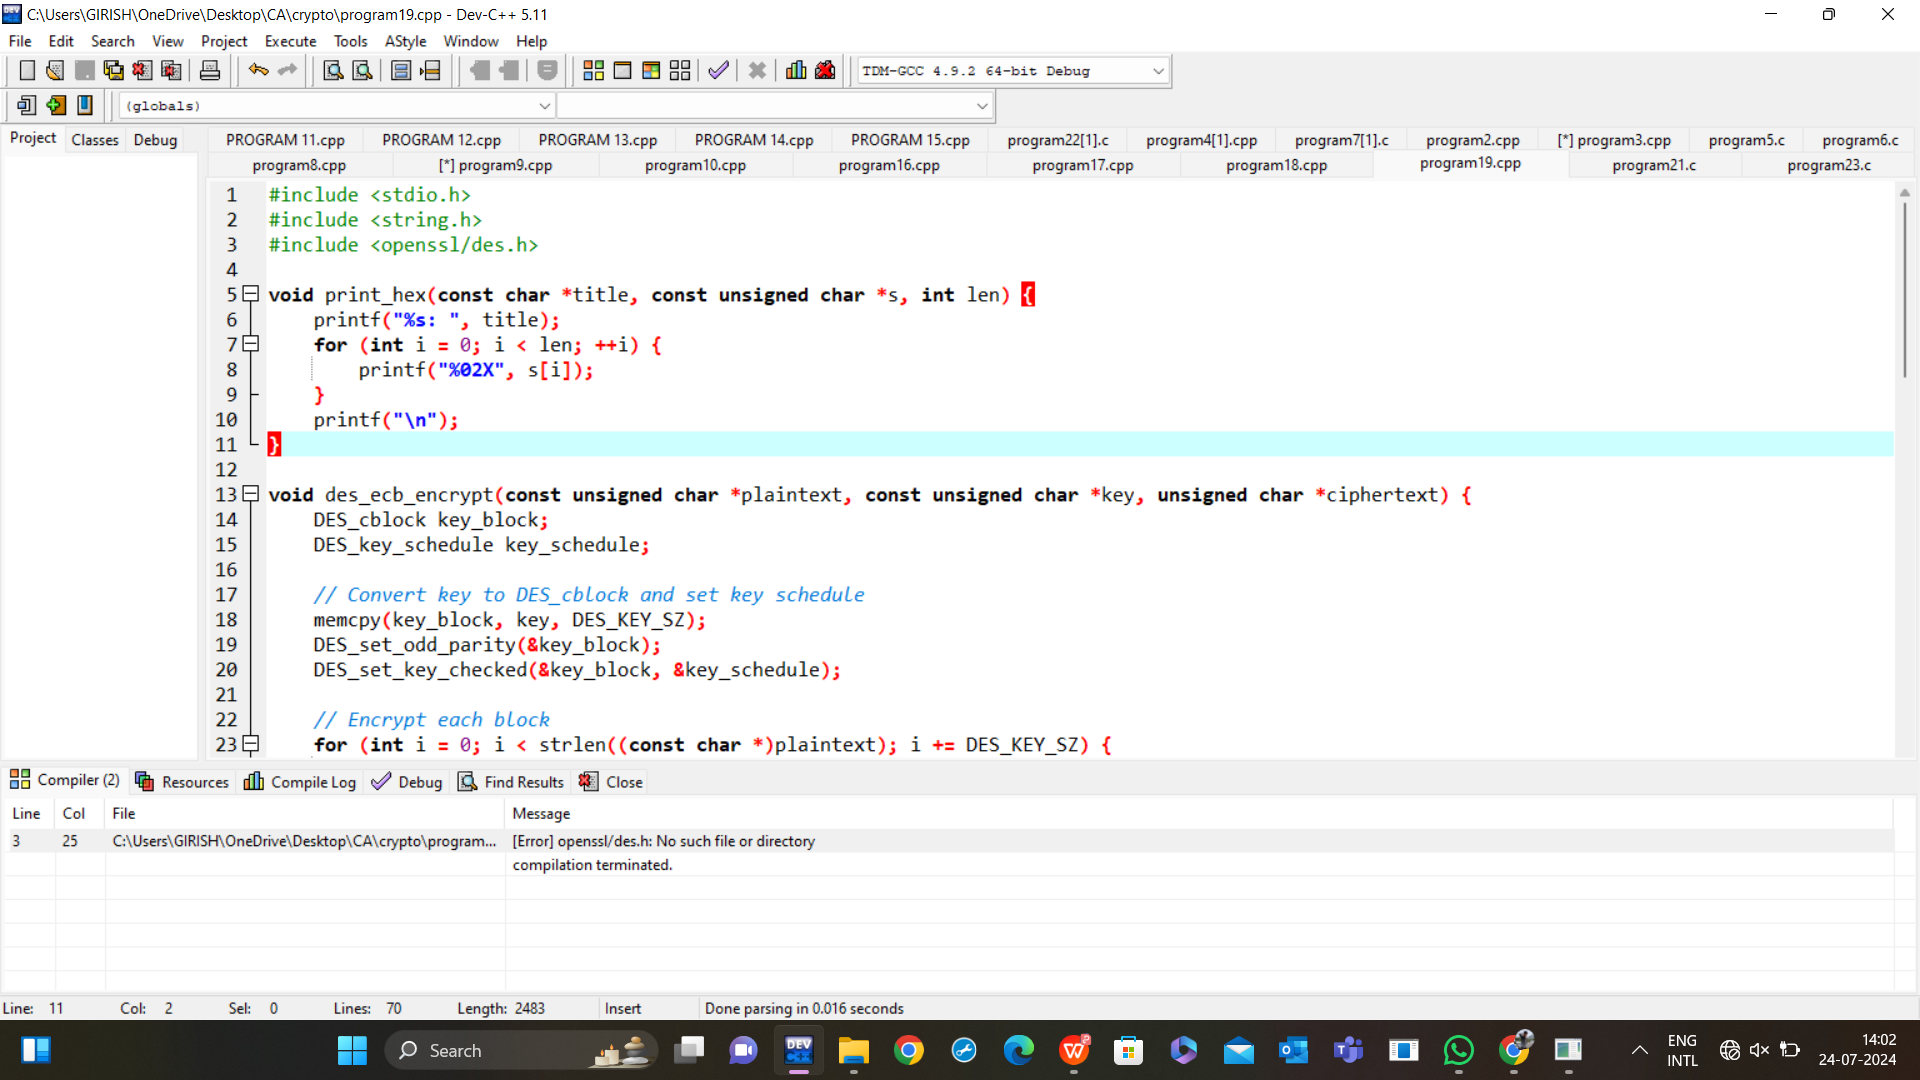 C:\Users\GIRISH\OneDrive\Desktop\CA\crypto\program19.cpp - Dev-C++ 5.11
File Edit Search View Project Execute Tools AStyle Window Help
TDM-GCC 4.9.2 64-bit Debug
(globals)
Project Classes Debug
PROGRAM 11.cpp PROGRAM 12.cpp PROGRAM 13.cpp PROGRAM 14.cpp PROGRAM 15.cpp program22[1].c program4[1].cpp program7[1].c program2.cpp [*] program3.cpp program5.c program6.c
program8.cpp [*] program9.cpp program10.cpp program16.cpp program17.cpp program18.cpp program19.cpp program21.c program23.c
1 #include <stdio.h>
2 #include <string.h>
3 #include <openssl/des.h>
4
5 void print_hex(const char *title, const unsigned char *s, int len) {
6     printf("%s: ", title);
7     for (int i = 0; i < len; ++i) {
8         printf("%02X", s[i]);
9     }
10     printf("\n");
11 }
12
13 void des_ecb_encrypt(const unsigned char *plaintext, const unsigned char *key, unsigned char *ciphertext) {
14     DES_cblock key_block;
15     DES_key_schedule key_schedule;
16
17     // Convert key to DES_cblock and set key schedule
18     memcpy(key_block, key, DES_KEY_SZ);
19     DES_set_odd_parity(&key_block);
20     DES_set_key_checked(&key_block, &key_schedule);
21
22     // Encrypt each block
23     for (int i = 0; i < strlen((const char *)plaintext); i += DES_KEY_SZ) {
Compiler (2) Resources Compile Log Debug Find Results Close
Line Col File Message
3 25 C:\Users\GIRISH\OneDrive\Desktop\CA\crypto\program... [Error] openssl/des.h: No such file or directory
compilation terminated.
Line: 11 Col: 2 Sel: 0 Lines: 70 Length: 2483 Insert Done parsing in 0.016 seconds
Search
DEV C++
ENG
INTL
14:02
24-07-2024